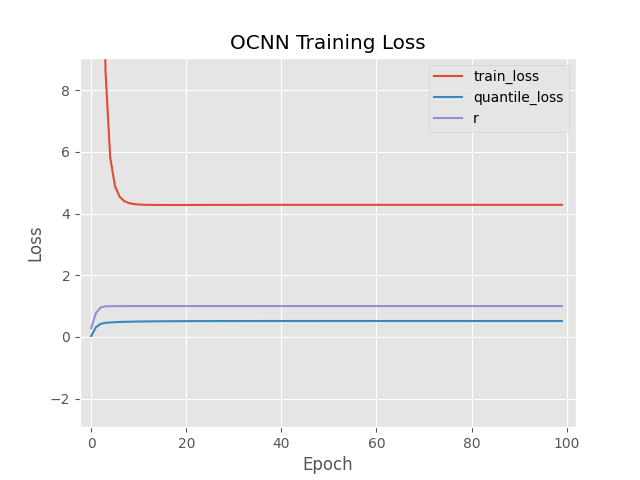 OCNN Training Loss
train_loss
quantile_loss
r
Loss
8
6
4
2
0
−2
0 20 40 60 80 100
Epoch